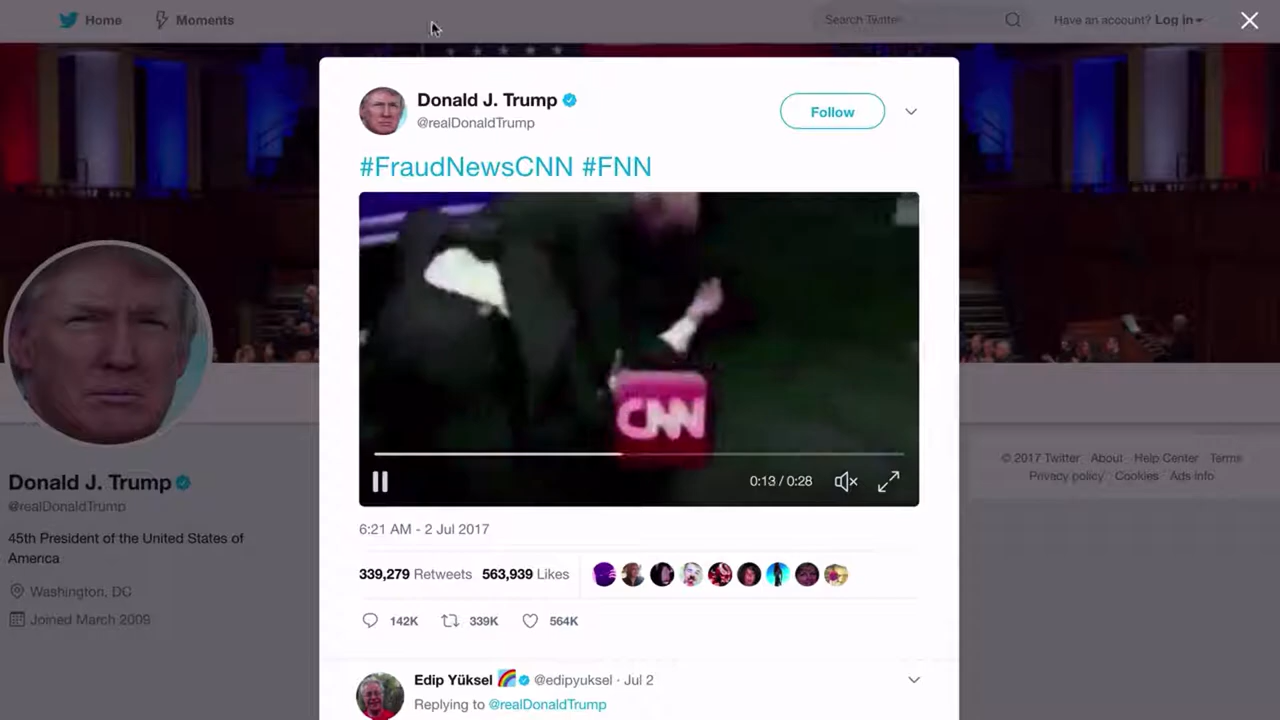 Home
Moments
Search Twitter
Have an account? Log in
Donald J. Trump
@realDonaldTrump
Follow
#FraudNewsCNN #FNN
CNN
0:13 / 0:28
6:21 AM - 2 Jul 2017
339,279 Retweets 563,939 Likes
142K 339K 564K
Edip Yüksel @edipyuksel · Jul 2
Replying to @realDonaldTrump
Donald J. Trump
@realDonaldTrump
45th President of the United States of
America
Washington, DC
Joined March 2009
© 2017 Twitter About Help Center Terms
Privacy policy Cookies Ads info